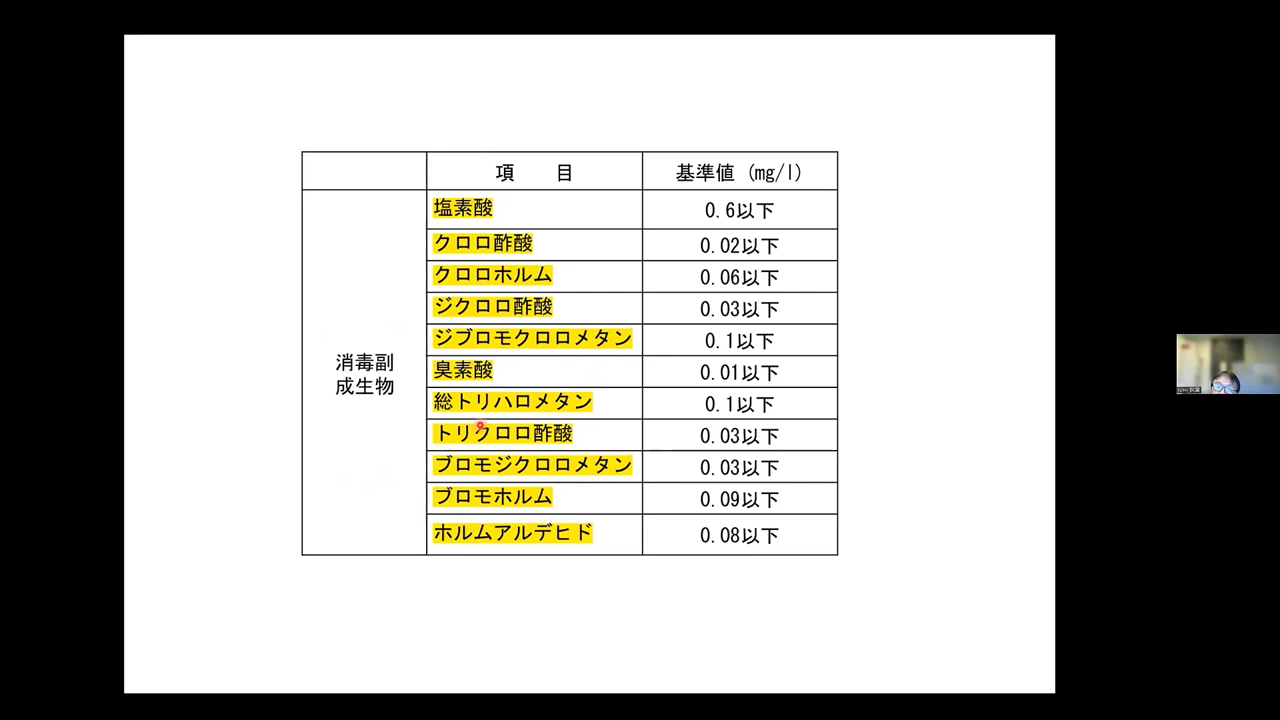 項　　目　基準値 (mg/l)
消毒副
成生物
塩素酸　0.6以下
クロロ酢酸　0.02以下
クロロホルム　0.06以下
ジクロロ酢酸　0.03以下
ジブロモクロロメタン　0.1以下
臭素酸　0.01以下
総トリハロメタン　0.1以下
トリクロロ酢酸　0.03以下
ブロモジクロロメタン　0.03以下
ブロモホルム　0.09以下
ホルムアルデヒド　0.08以下